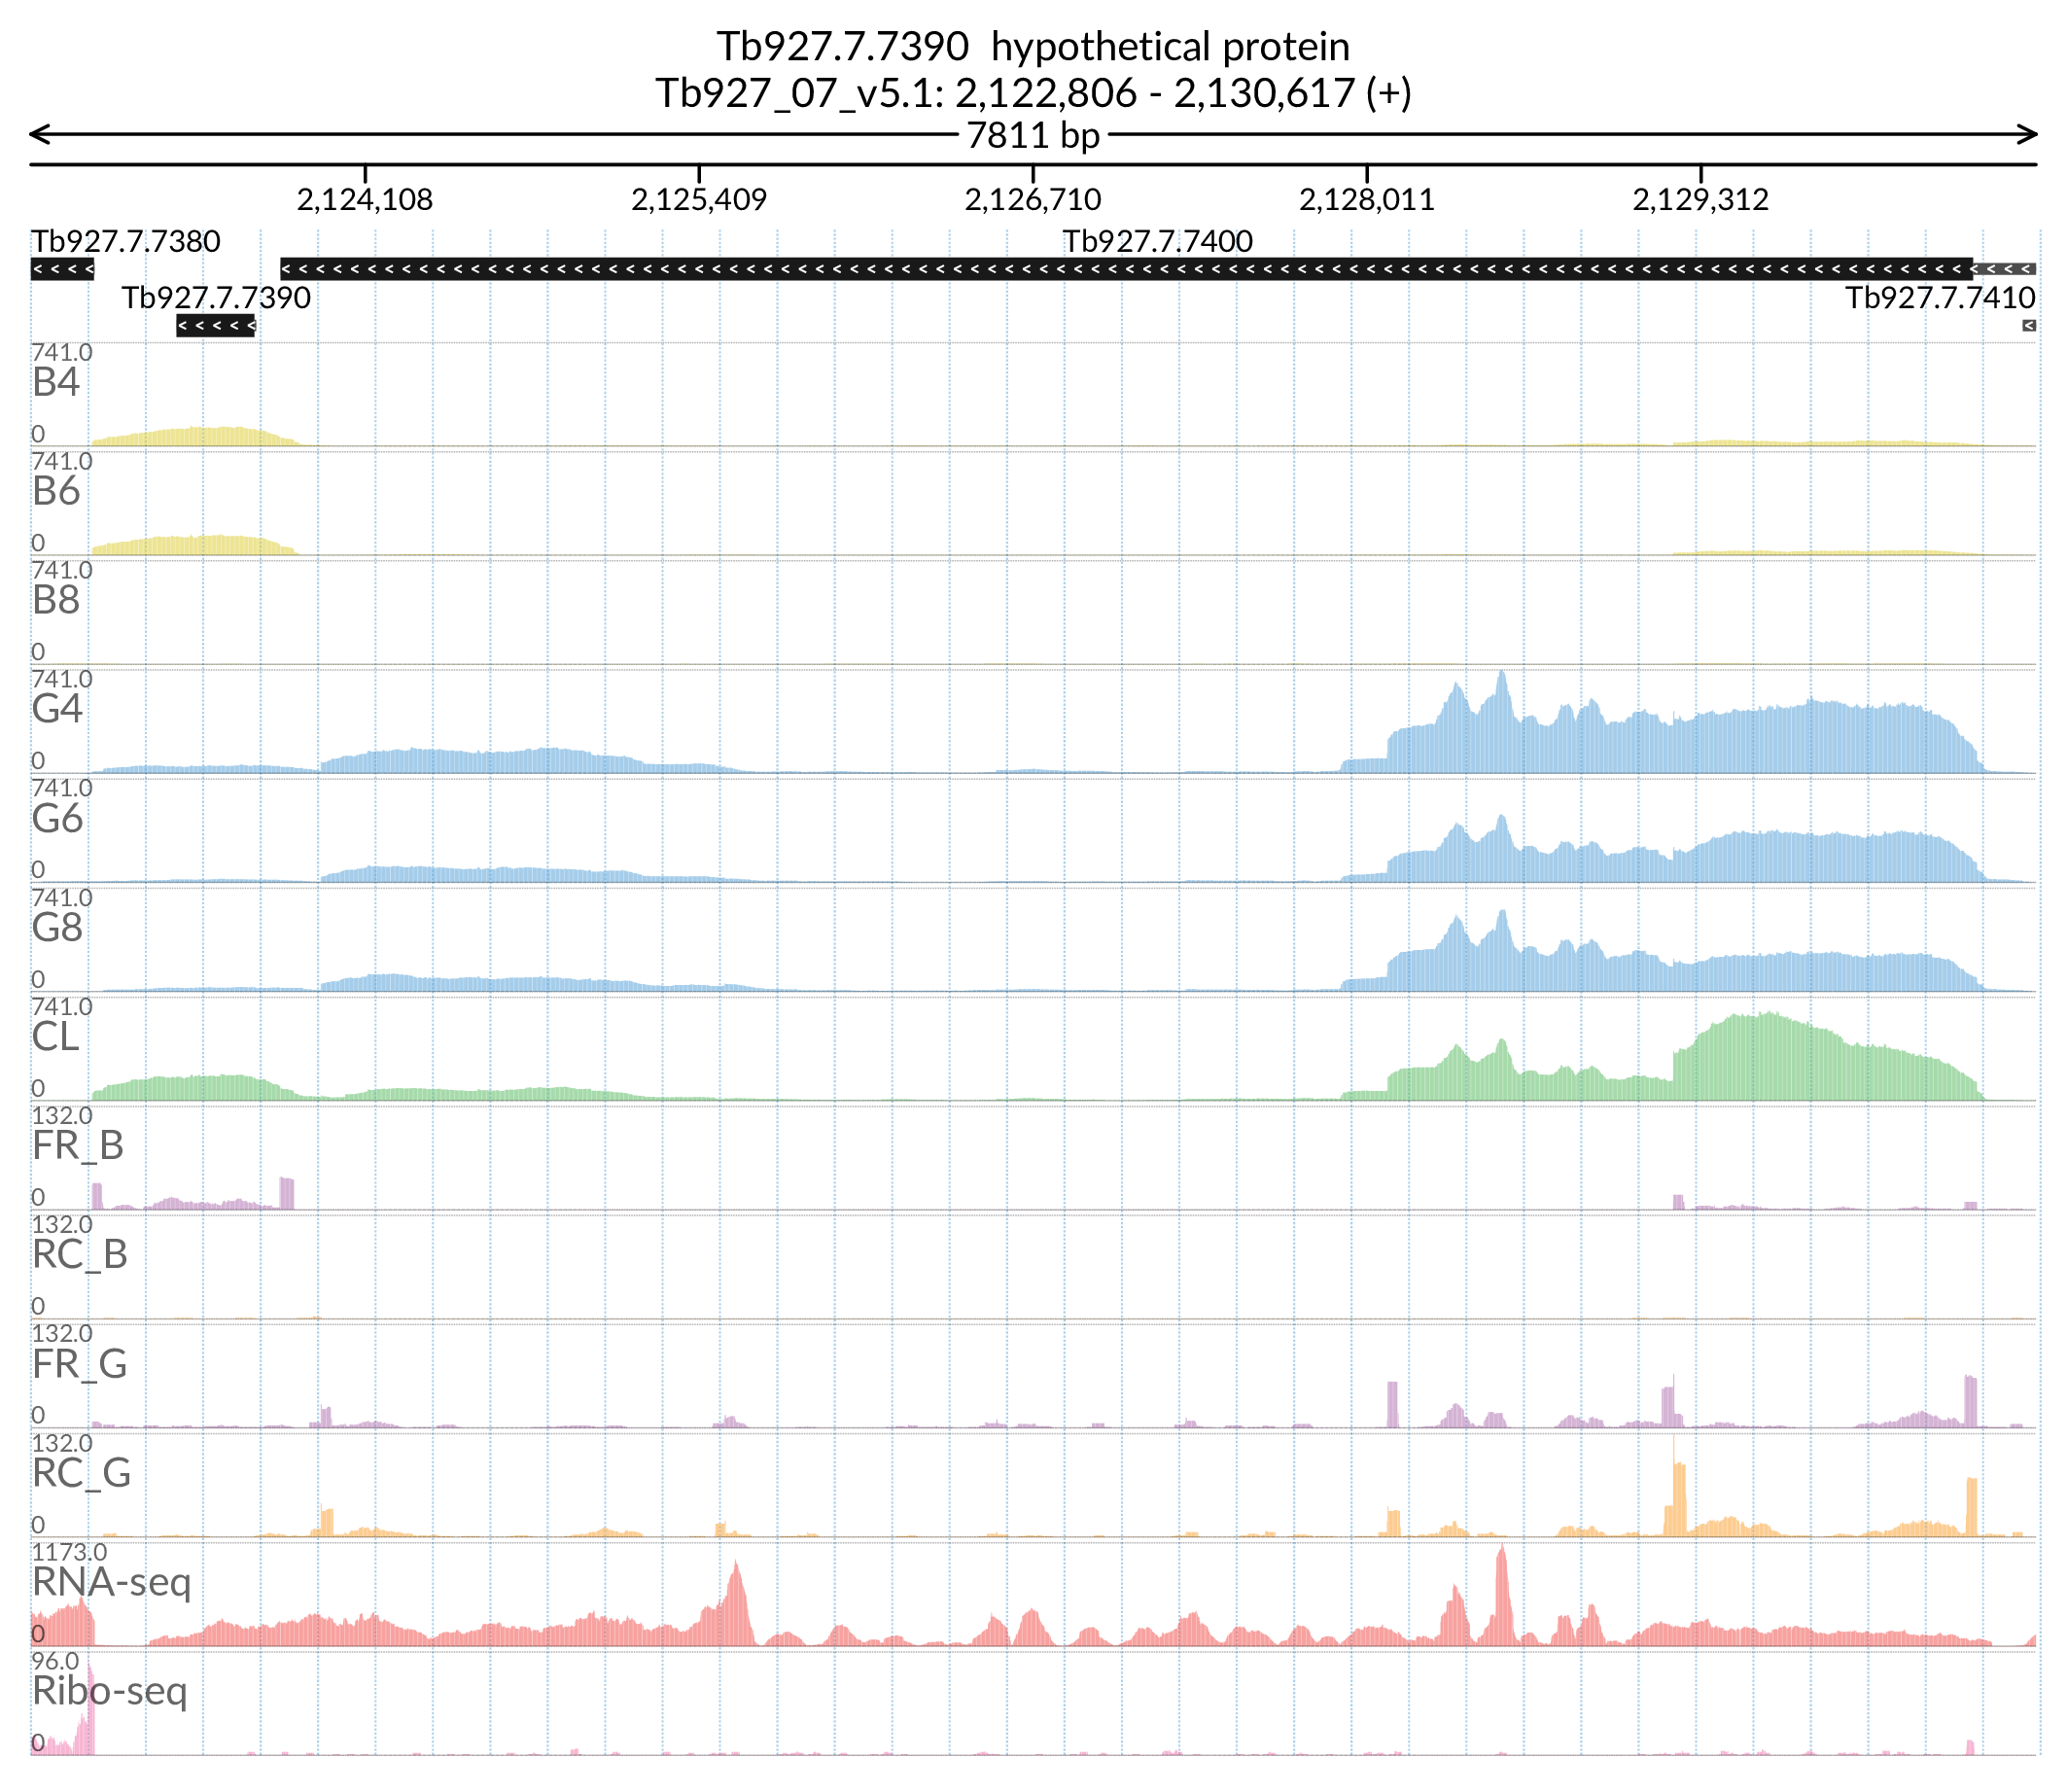 Tb927.7.7390 hypothetical protein
Tb927_07_v5.1: 2,122,806 - 2,130,617 (+)
7811 bp
2,124,108 2,125,409 2,126,710 2,128,011 2,129,312
Tb927.7.7380 Tb927.7.7400
Tb927.7.7390 Tb927.7.7410
741.0
B4
0
741.0
B6
0
741.0
B8
0
741.0
G4
0
741.0
G6
0
741.0
G8
0
741.0
CL
0
132.0
FR_B
0
132.0
RC_B
0
132.0
FR_G
0
132.0
RC_G
0
1173.0
RNA-seq
0
96.0
Ribo-seq
0